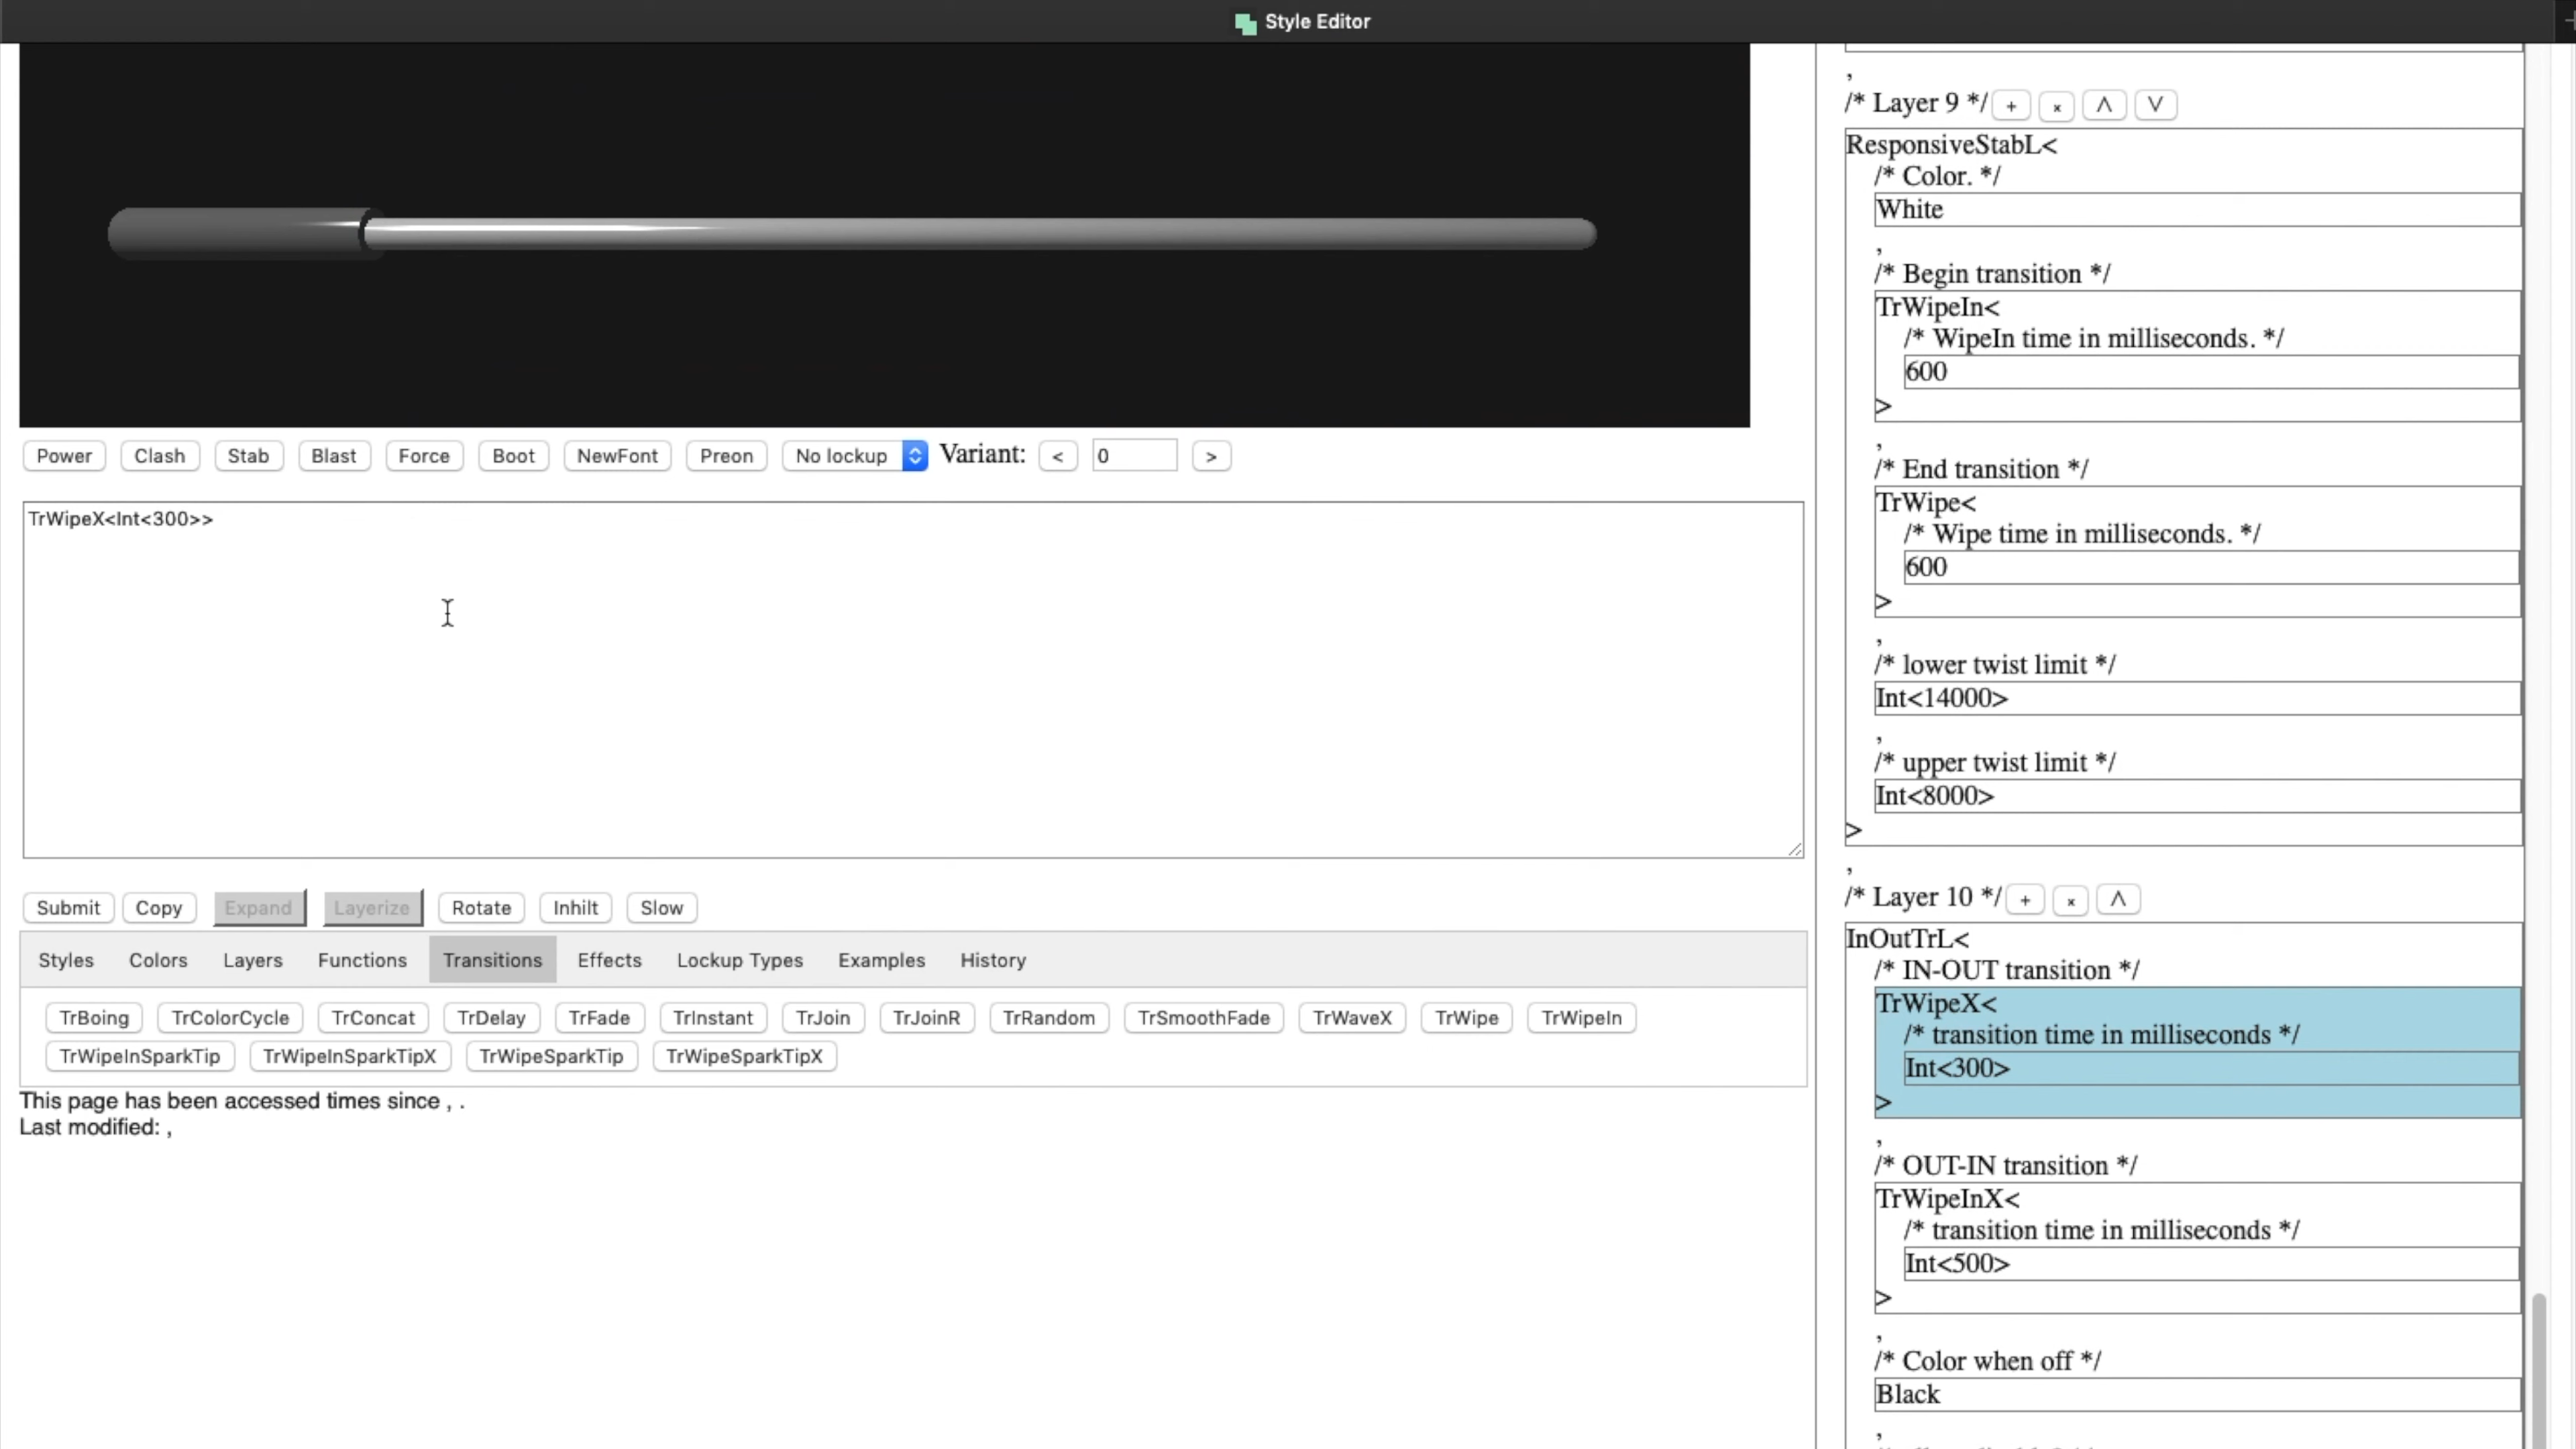 Style Editor
Power Clash Stab Blast Force Boot NewFont Preon No lockup Variant: < 0 >
TrWipeX<Int<300>>
Submit Copy Expand Layerize Rotate Inhilt Slow
Styles Colors Layers Functions Transitions Effects Lockup Types Examples History
TrBoing TrColorCycle TrConcat TrDelay TrFade TrInstant TrJoin TrJoinR TrRandom TrSmoothFade TrWaveX TrWipe TrWipeIn
TrWipeInSparkTip TrWipeInSparkTipX TrWipeSparkTip TrWipeSparkTipX
This page has been accessed times since , .
Last modified: ,
,
/* Layer 9 */ + × Λ V
ResponsiveStabL<
/* Color. */
White
,
/* Begin transition */
TrWipeIn<
/* WipeIn time in milliseconds. */
600
>
,
/* End transition */
TrWipe<
/* Wipe time in milliseconds. */
600
>
,
/* lower twist limit */
Int<14000>
,
/* upper twist limit */
Int<8000>
>
,
/* Layer 10 */ + × Λ
InOutTrL<
/* IN-OUT transition */
TrWipeX<
/* transition time in milliseconds */
Int<300>
>
,
/* OUT-IN transition */
TrWipeInX<
/* transition time in milliseconds */
Int<500>
>
,
/* Color when off */
Black
,